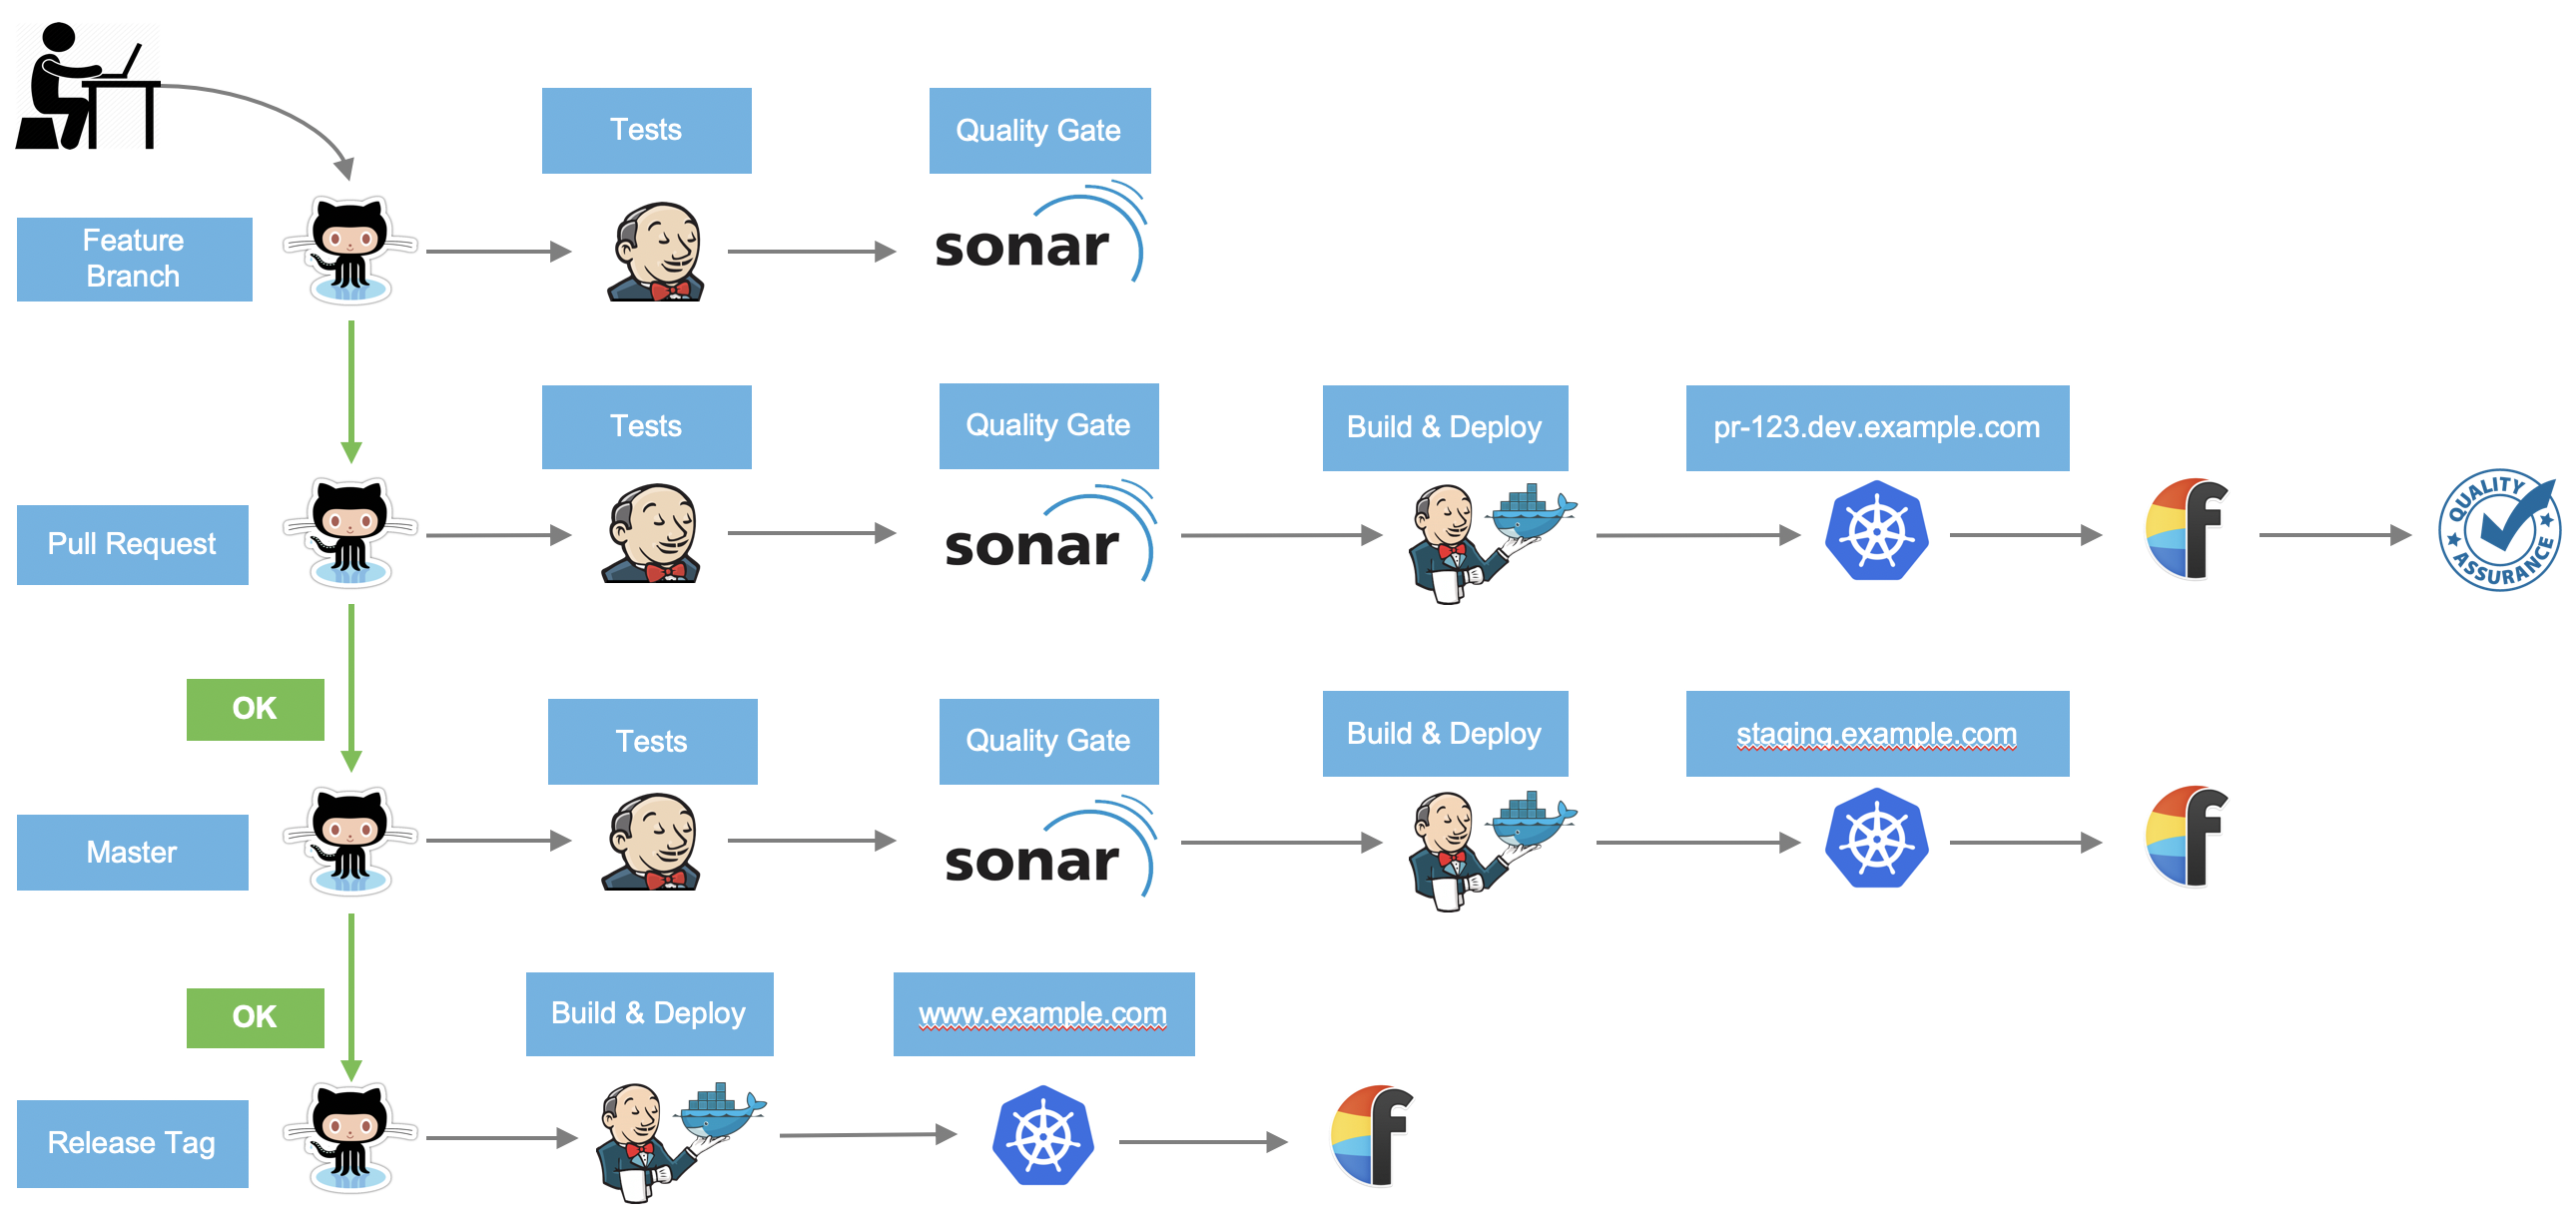 Tests
Quality Gate
Feature
Branch
sonar
Tests
Quality Gate
Build & Deploy
pr-123.dev.example.com
Pull Request
sonar
f
QUALITY
ASSURANCE
OK
Tests
Quality Gate
Build & Deploy
staging.example.com
Master
sonar
f
OK
Build & Deploy
www.example.com
Release Tag
f